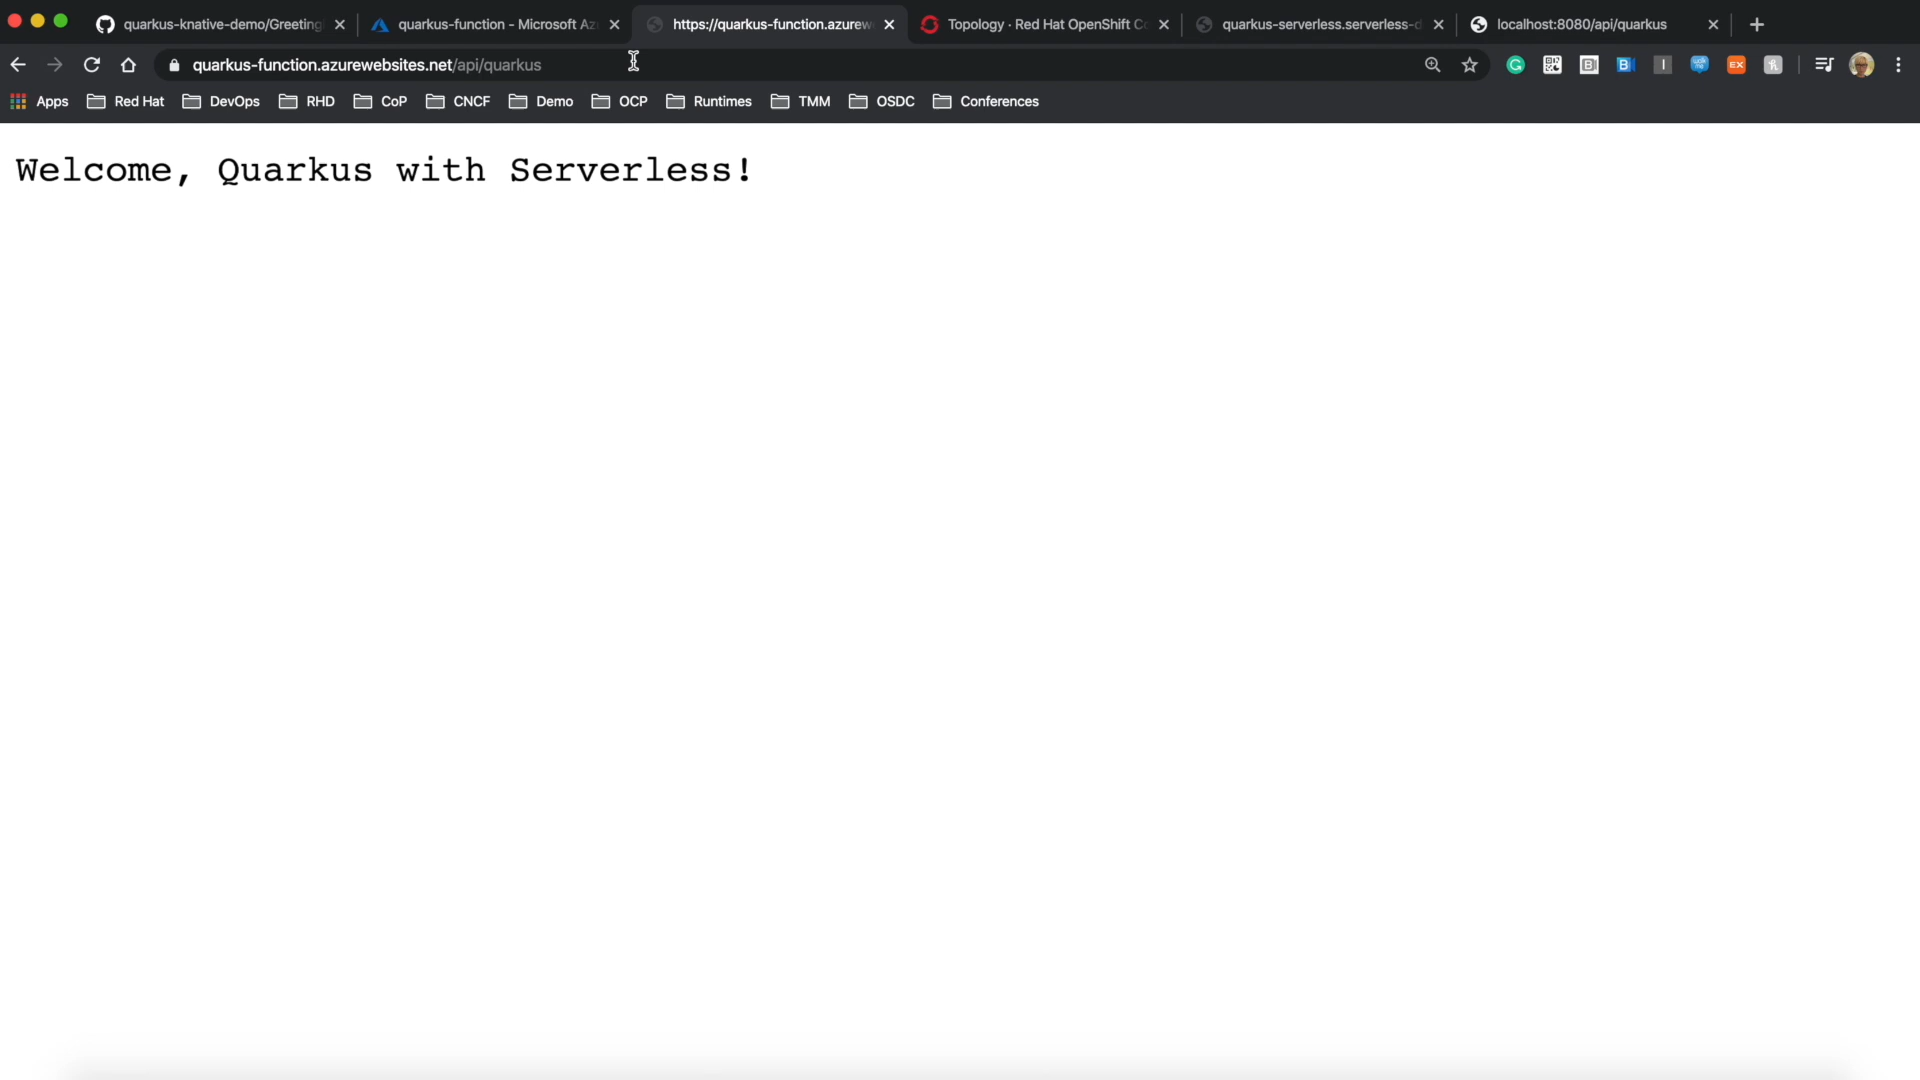 quarkus-knative-demo/Greeting
quarkus-function - Microsoft Az
https://quarkus-function.azurew
Topology · Red Hat OpenShift Co
quarkus-serverless.serverless-d
localhost:8080/api/quarkus
quarkus-function.azurewebsites.net/api/quarkus
Apps Red Hat DevOps RHD CoP CNCF Demo OCP Runtimes TMM OSDC Conferences
Welcome, Quarkus with Serverless!